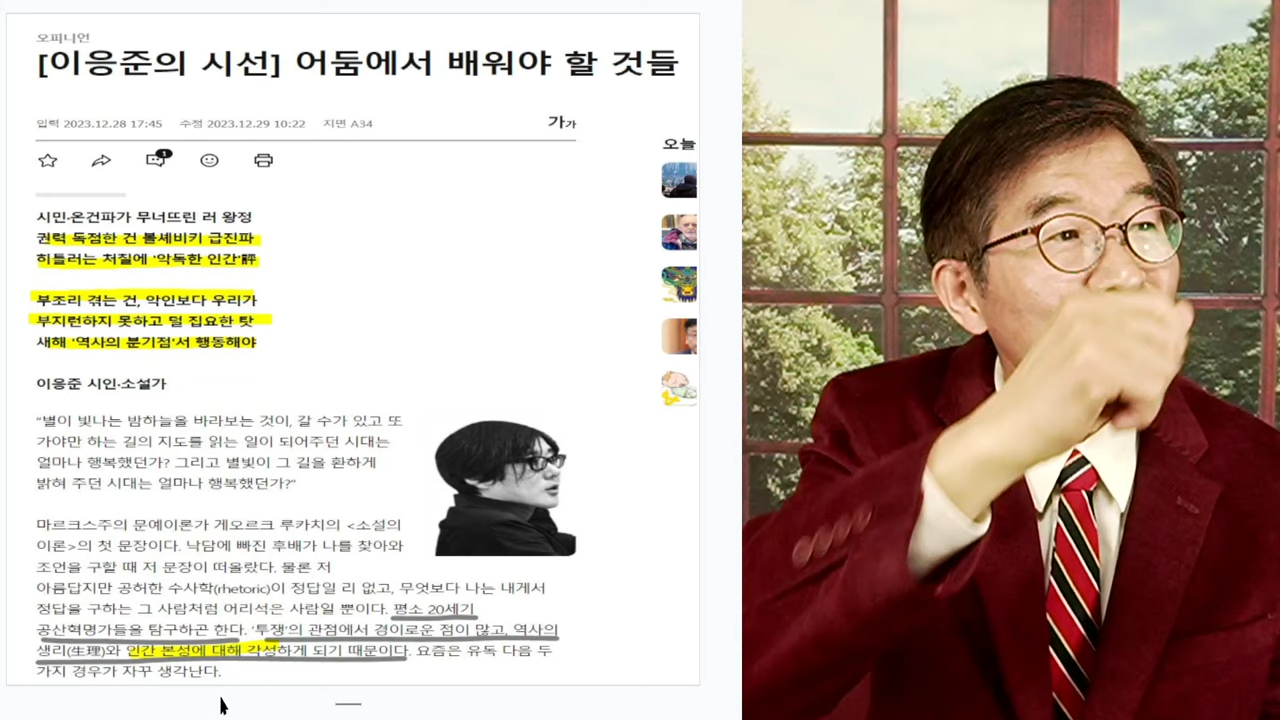 오피니언
[이응준의 시선] 어둠에서 배워야 할 것들
입력 2023.12.28 17:45 수정 2023.12.29 10:22 지면 A34
가가
오늘
1
시민·온건파가 무너뜨린 러 왕정
권력 독점한 건 볼셰비키 급진파
히틀러는 처칠에 '악독한 인간'評
부조리 겪는 건, 악인보다 우리가
부지런하지 못하고 덜 집요한 탓
새해 '역사의 분기점'서 행동해야
이응준 시인·소설가
“별이 빛나는 밤하늘을 바라보는 것이, 갈 수가 있고 또
가야만 하는 길의 지도를 읽는 일이 되어주던 시대는
얼마나 행복했던가? 그리고 별빛이 그 길을 환하게
밝혀 주던 시대는 얼마나 행복했던가?”
마르크스주의 문예이론가 게오르크 루카치의 <소설의
이론>의 첫 문장이다. 낙담에 빠진 후배가 나를 찾아와
조언을 구할 때 저 문장이 떠올랐다. 물론 저
아름답지만 공허한 수사학(rhetoric)이 정답일 리 없고, 무엇보다 나는 내게서
정답을 구하는 그 사람처럼 어리석은 사람일 뿐이다. 평소 20세기
공산혁명가들을 탐구하곤 한다. '투쟁'의 관점에서 경이로운 점이 많고, 역사의
생리(生理)와 인간 본성에 대해 각성하게 되기 때문이다. 요즘은 유독 다음 두
가지 경우가 자꾸 생각난다.